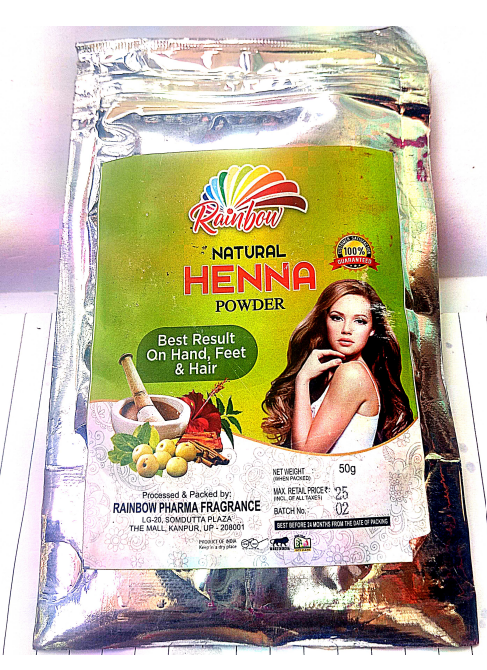 Rainbow
NATURAL
HENNA
POWDER
100%
GUARANTEED
Best Result
On Hand, Feet
& Hair
NET WEIGHT : 50g
(WHEN PACKED)
MAX. RETAIL PRICE ₹: 25
(INCL. OF ALL TAXES)
BATCH No. : 02
BEST BEFORE 24 MONTHS FROM THE DATE OF PACKING
Processed & Packed by:
RAINBOW PHARMA FRAGRANCE
LG-20, SOMDUTTA PLAZA
THE MALL, KANPUR, UP - 208001
PRODUCT OF INDIA
Keep in a dry place